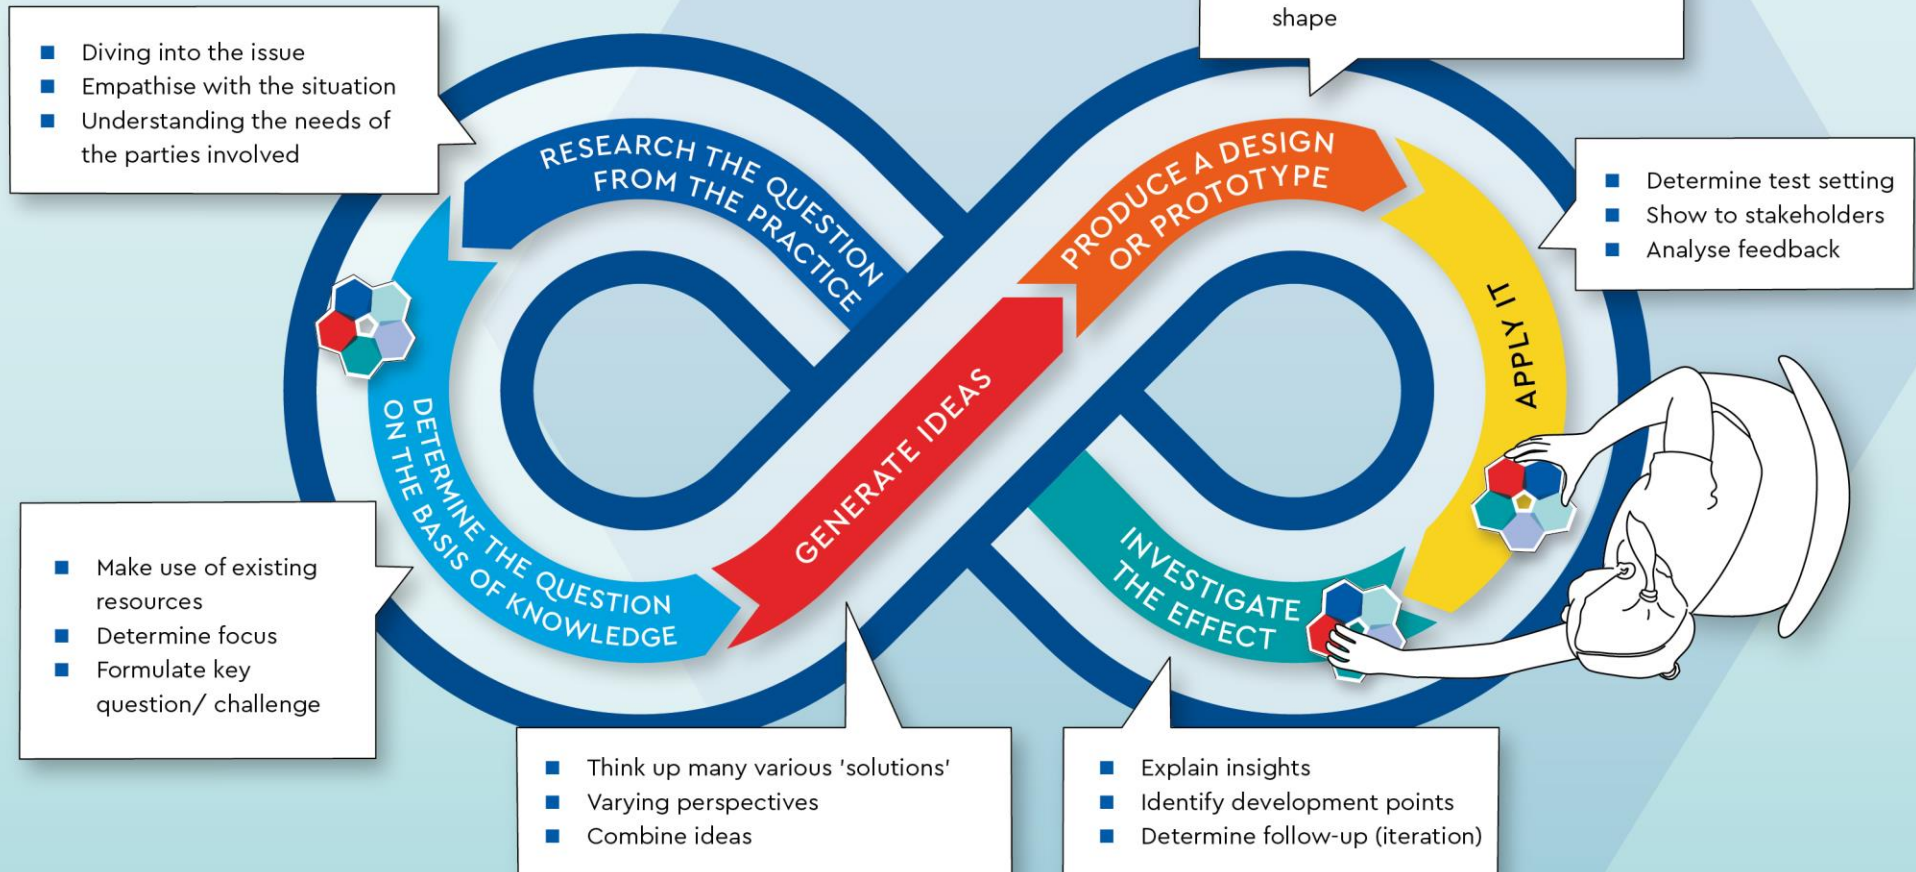 shape
■ Diving into the issue
■ Empathise with the situation
■ Understanding the needs of
the parties involved
RESEARCH THE QUESTION
FROM THE PRACTICE
PRODUCE A DESIGN
OR PROTOTYPE
■ Determine test setting
■ Show to stakeholders
■ Analyse feedback
APPLY IT
DETERMINE THE QUESTION
ON THE BASIS OF KNOWLEDGE
GENERATE IDEAS
INVESTIGATE
THE EFFECT
■ Make use of existing
resources
■ Determine focus
■ Formulate key
question/ challenge
■ Think up many various 'solutions'
■ Varying perspectives
■ Combine ideas
■ Explain insights
■ Identify development points
■ Determine follow-up (iteration)